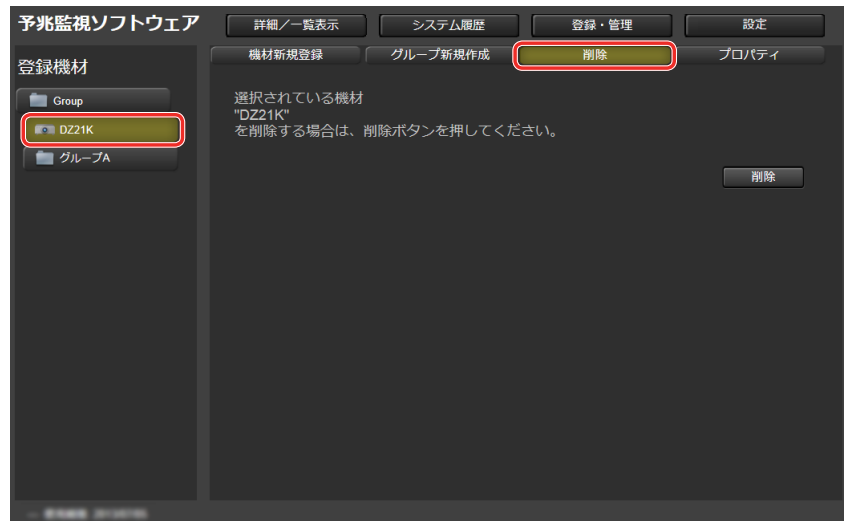 予兆監視ソフトウェア
詳細/一覧表示
システム履歴
登録・管理
設定
登録機材
機材新規登録
グループ新規作成
削除
プロパティ
Group
DZ21K
グループA
選択されている機材
"DZ21K"
を削除する場合は、削除ボタンを押してください。
削除